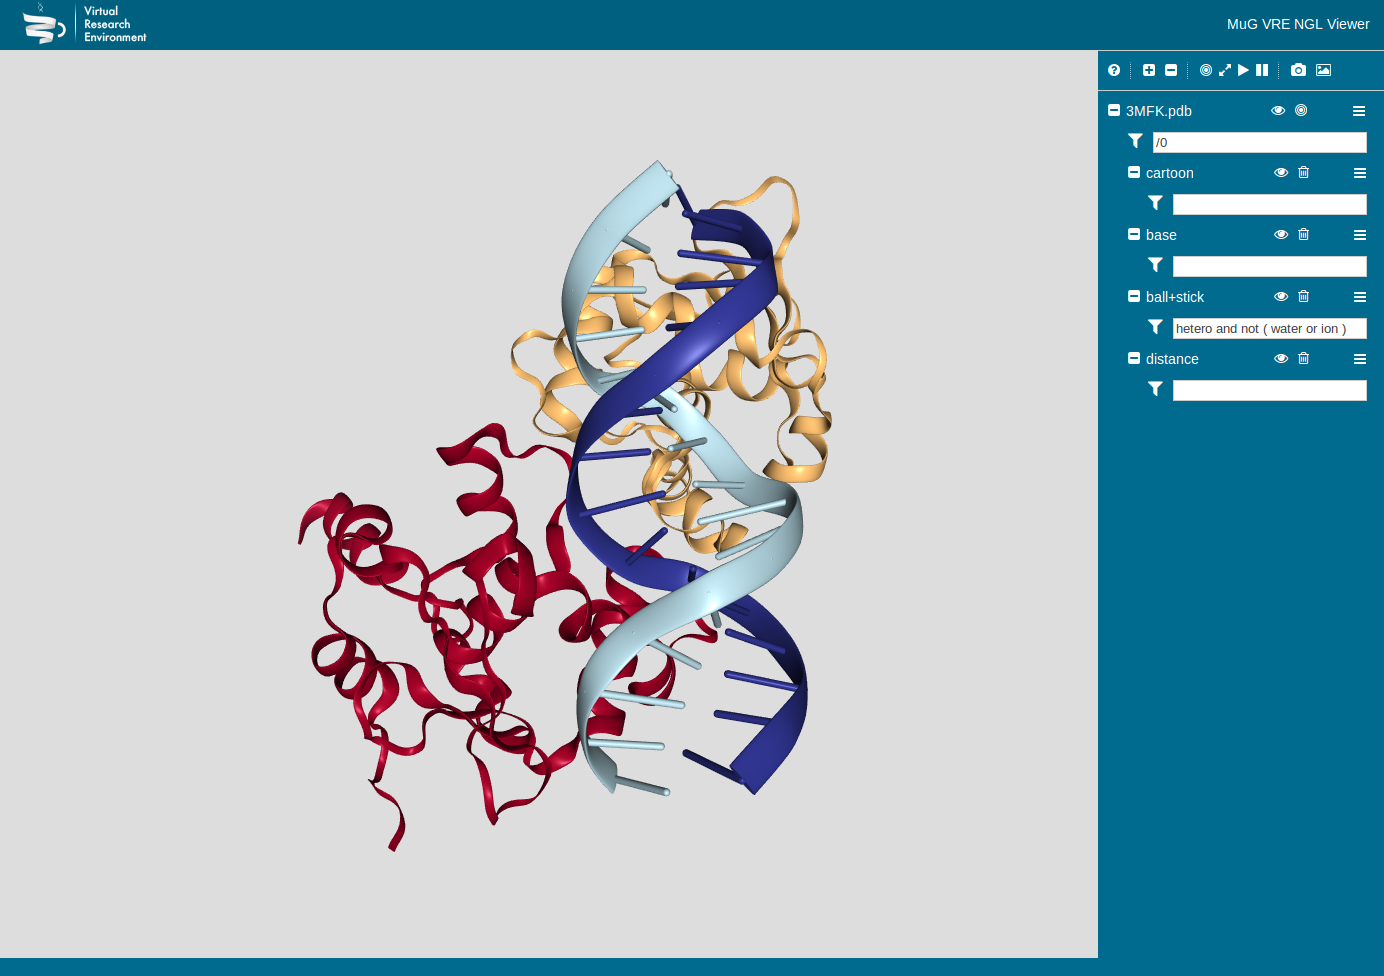 Virtual
Research
Environment
MuG VRE NGL Viewer
3MFK.pdb
/0
cartoon
base
ball+stick
hetero and not ( water or ion )
distance